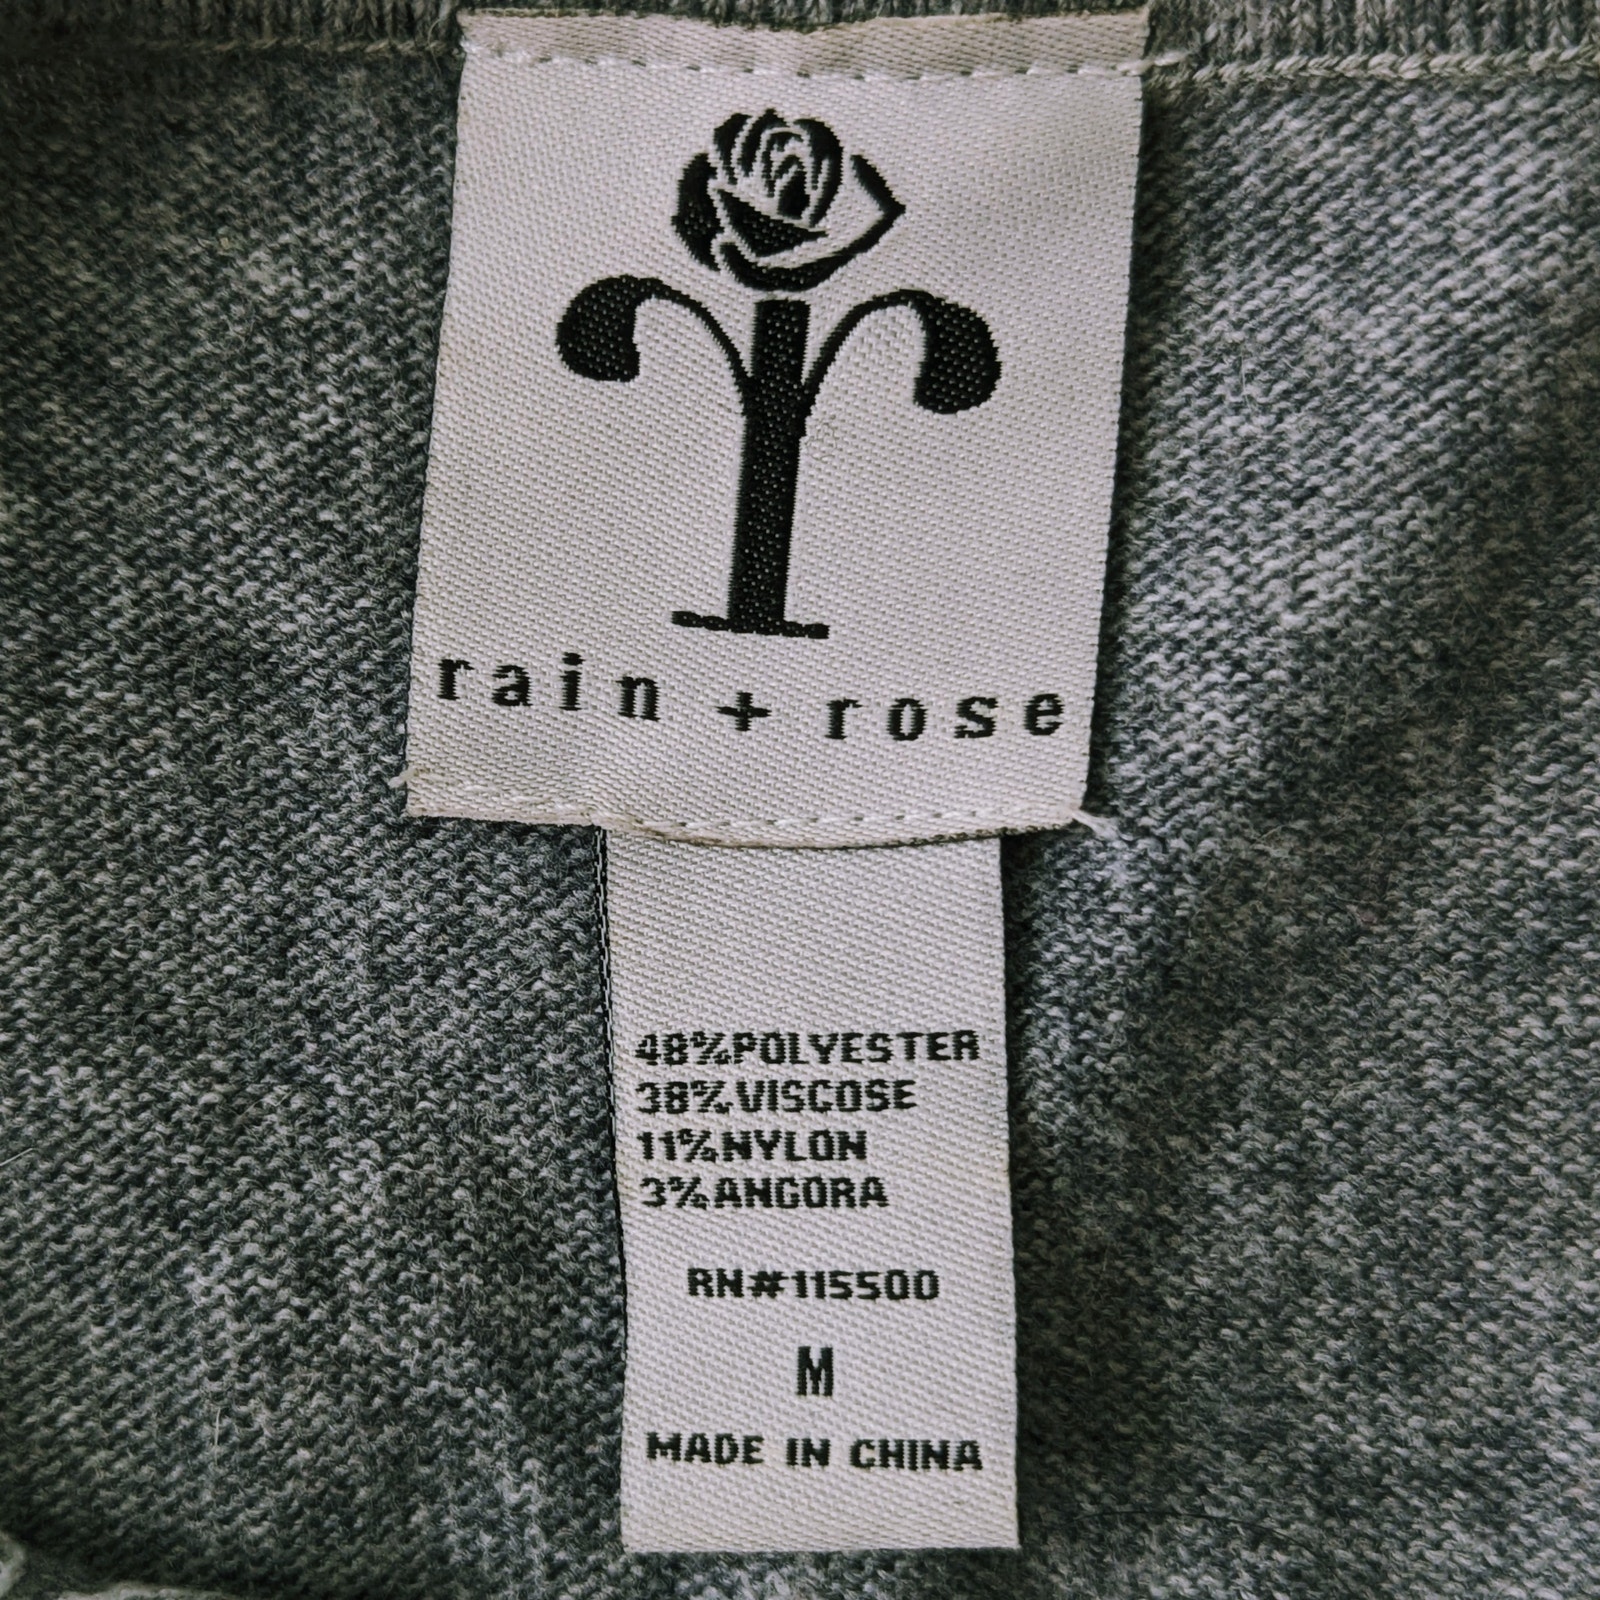 rain + rose
48%POLYESTER
38%VISCOSE
11%NYLON
3%ANGORA
RN#115500
M
MADE IN CHINA